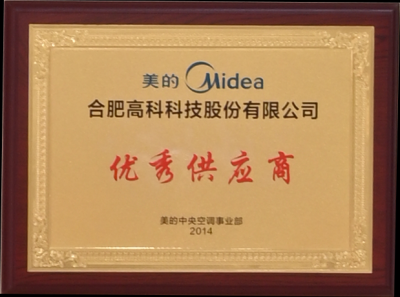 美的 Midea
合肥高科科技股份有限公司
优秀供应商
美的中央空调事业部
2014